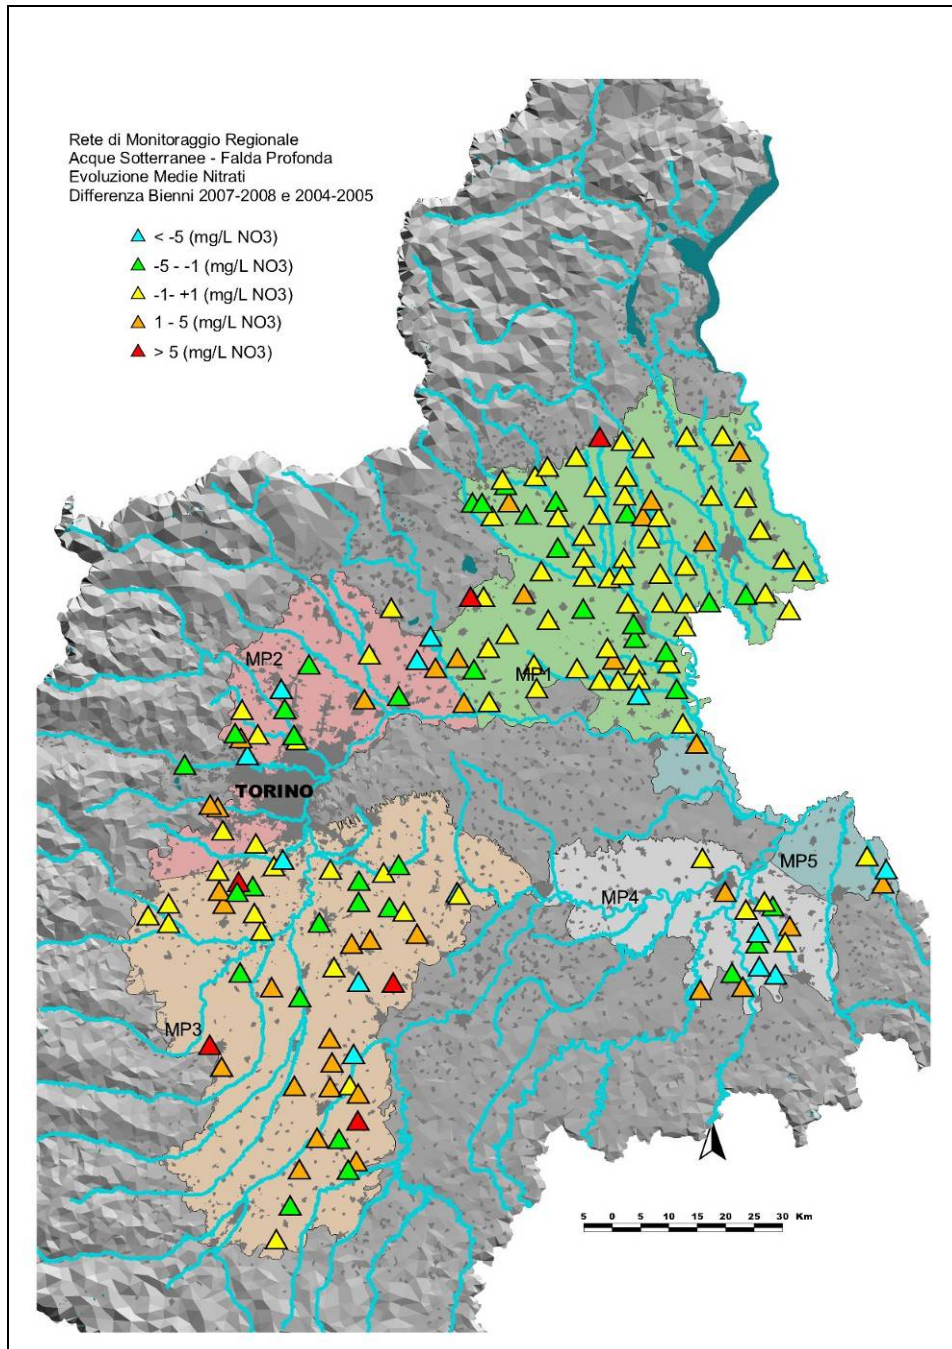 Rete di Monitoraggio Regionale
Acque Sotterranee - Falda Profonda
Evoluzione Medie Nitrati
Differenza Bienni 2007-2008 e 2004-2005
< -5 (mg/L NO3)
-5 - -1 (mg/L NO3)
-1- +1 (mg/L NO3)
1 - 5 (mg/L NO3)
> 5 (mg/L NO3)
MP2
MP1
TORINO
MP5
MP4
MP3
5 0 5 10 15 20 25 30 Km